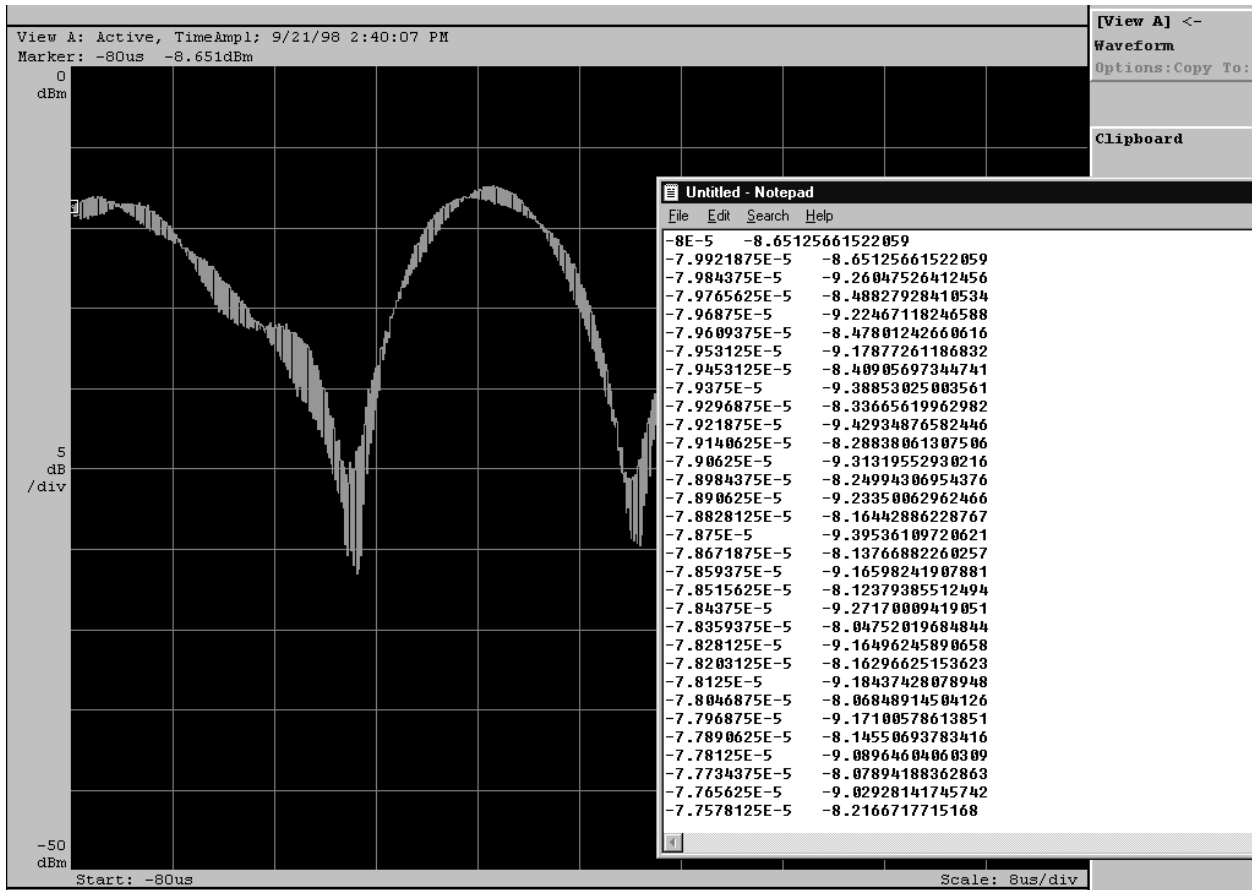 View A: Active, TimeAmpl; 9/21/98 2:40:07 PM
Marker: -80us -8.651dBm
0
dBm
5
dB
/div
-50
dBm
Start: -80us
Scale: 8us/div
[View A] <-
Waveform
Options:Copy To:
Clipboard
Untitled - Notepad
File Edit Search Help
-8E-5 -8.65125661522059
-7.9921875E-5 -8.65125661522059
-7.984375E-5 -9.26047526412456
-7.9765625E-5 -8.48827928410534
-7.96875E-5 -9.22467118246588
-7.9609375E-5 -8.47801242660616
-7.953125E-5 -9.17877261186832
-7.9453125E-5 -8.40905697344741
-7.9375E-5 -9.38853025003561
-7.9296875E-5 -8.33665619962982
-7.921875E-5 -9.42934876582446
-7.9140625E-5 -8.28838061307506
-7.90625E-5 -9.31319552930216
-7.8984375E-5 -8.24994306954376
-7.890625E-5 -9.23350062962466
-7.8828125E-5 -8.16442886228767
-7.875E-5 -9.39536109720621
-7.8671875E-5 -8.13766882260257
-7.859375E-5 -9.16598241907881
-7.8515625E-5 -8.12379385512494
-7.84375E-5 -9.27170009419051
-7.8359375E-5 -8.04752019684844
-7.828125E-5 -9.16496245890658
-7.8203125E-5 -8.16296625153623
-7.8125E-5 -9.18437428078948
-7.8046875E-5 -8.06848914504126
-7.796875E-5 -9.17100578613851
-7.7890625E-5 -8.14550693783416
-7.78125E-5 -9.08964604060309
-7.7734375E-5 -8.07894188362863
-7.765625E-5 -9.02928141745742
-7.7578125E-5 -8.2166717715168